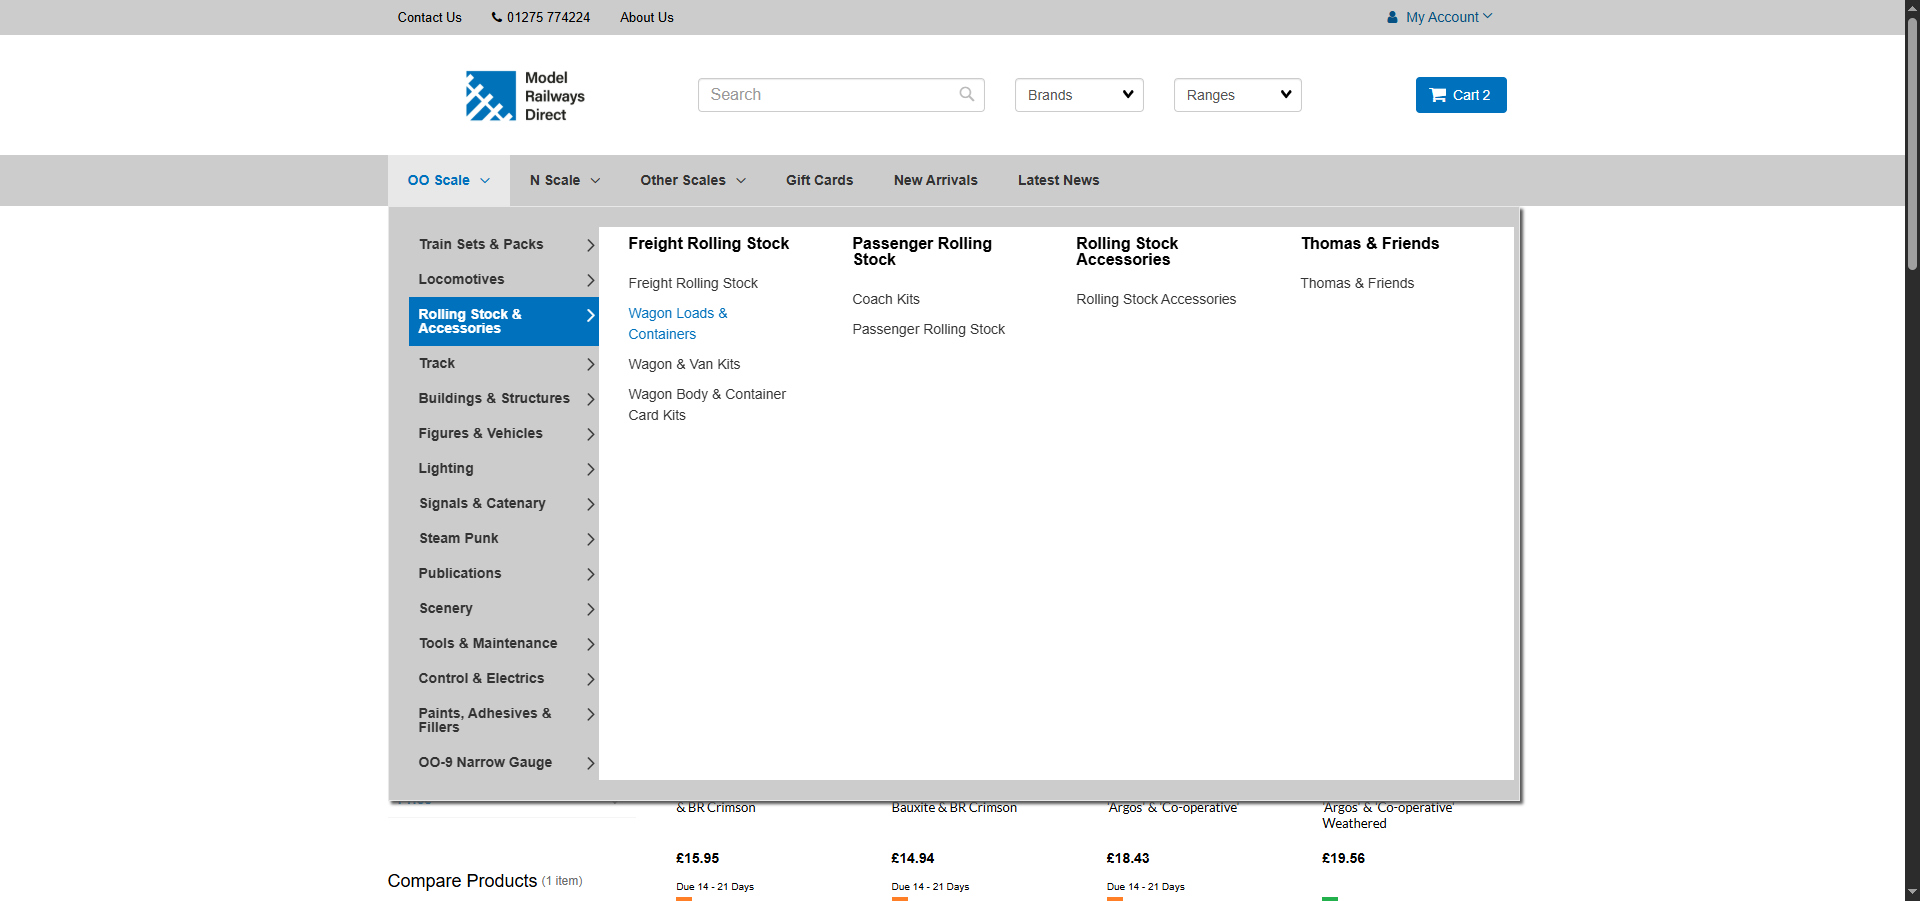 Contact Us
01275 774224
About Us
My Account
Model
Railways
Direct
Search
Brands
Ranges
Cart 2
OO Scale
N Scale
Other Scales
Gift Cards
New Arrivals
Latest News
Train Sets & Packs
Locomotives
Rolling Stock &
Accessories
Track
Buildings & Structures
Figures & Vehicles
Lighting
Signals & Catenary
Steam Punk
Publications
Scenery
Tools & Maintenance
Control & Electrics
Paints, Adhesives &
Fillers
OO-9 Narrow Gauge
Freight Rolling Stock
Freight Rolling Stock
Wagon Loads &
Containers
Wagon & Van Kits
Wagon Body & Container
Card Kits
Passenger Rolling
Stock
Coach Kits
Passenger Rolling Stock
Rolling Stock
Accessories
Rolling Stock Accessories
Thomas & Friends
Thomas & Friends
& BR Crimson
Bauxite & BR Crimson
'Argos' & 'Co-operative'
'Argos' & 'Co-operative'
Weathered
£15.95
£14.94
£18.43
£19.56
Due 14 - 21 Days
Due 14 - 21 Days
Due 14 - 21 Days
Compare Products (1 item)